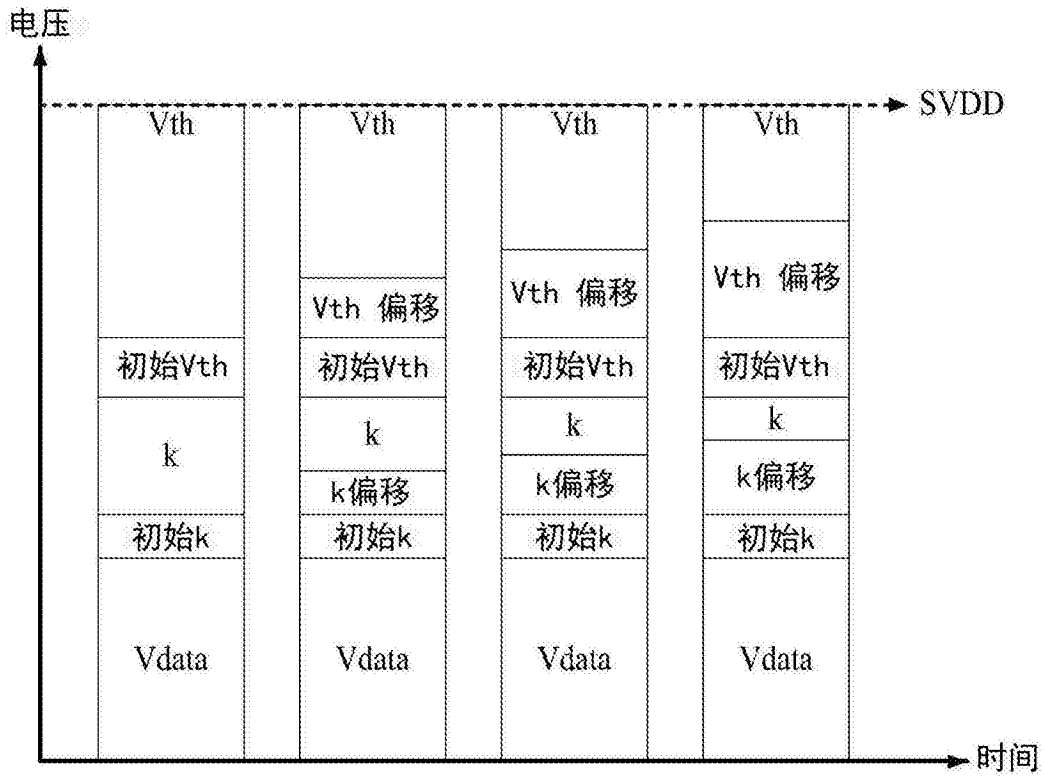 电压
SVDD
Vth Vth Vth Vth
Vth 偏移 Vth 偏移 Vth 偏移
初始Vth 初始Vth 初始Vth 初始Vth
k k k k
k偏移 k偏移 k偏移
初始k 初始k 初始k 初始k
Vdata Vdata Vdata Vdata
时间